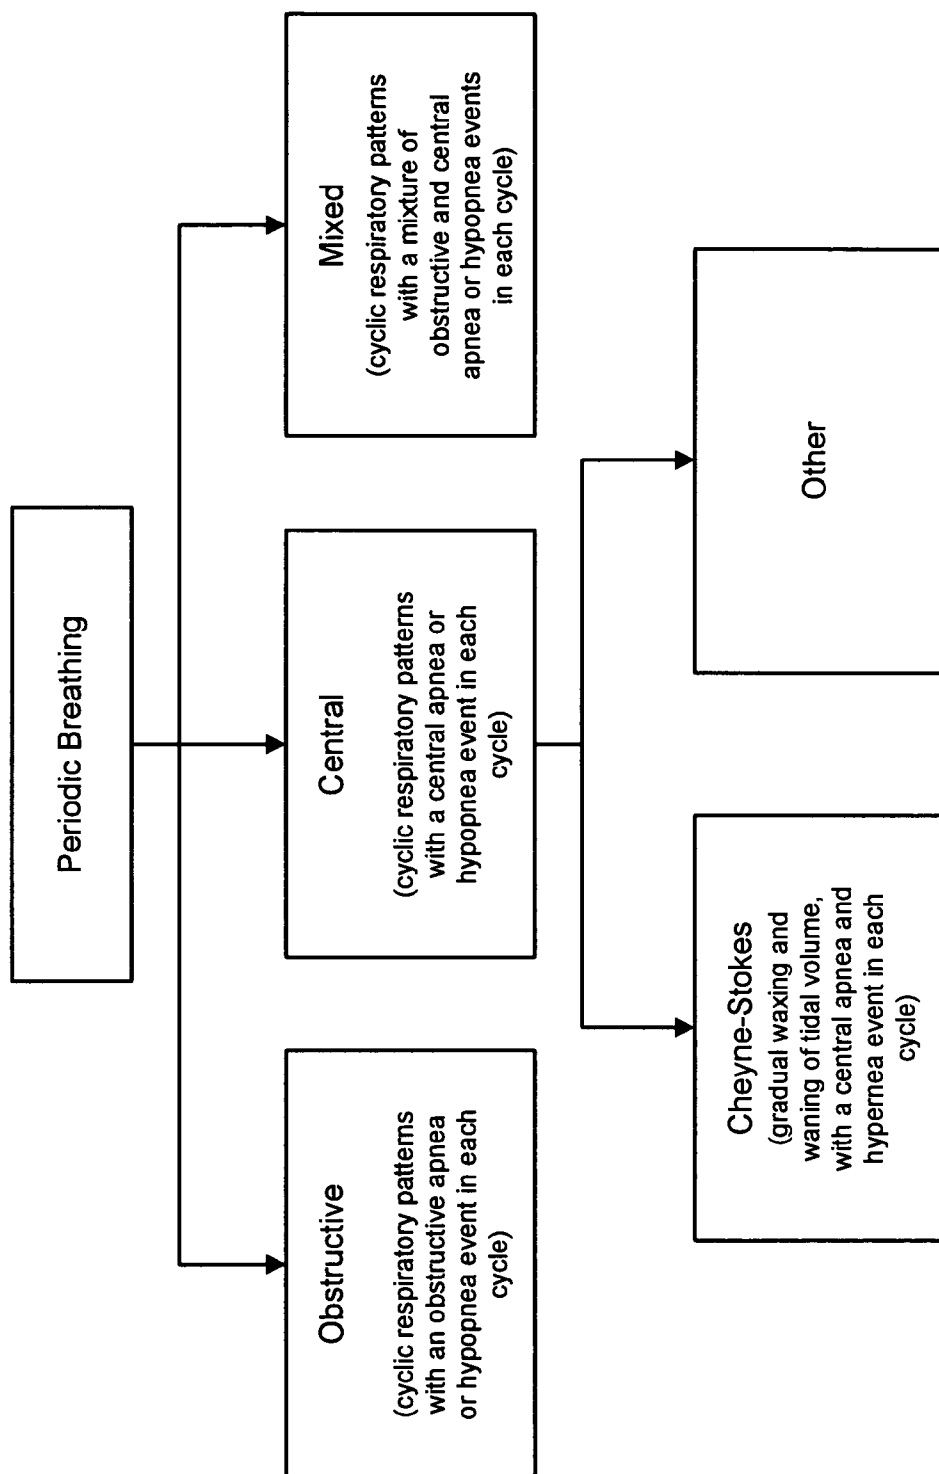 Periodic Breathing
Obstructive
(cyclic respiratory patterns
with an obstructive apnea
or hypopnea event in each
cycle)
Central
(cyclic respiratory patterns
with a central apnea or
hypopnea event in each
cycle)
Mixed
(cyclic respiratory patterns
with a mixture of
obstructive and central
apnea or hypopnea events
in each cycle)
Cheyne-Stokes
(gradual waxing and
waning of tidal volume,
with a central apnea and
hypernea event in each
cycle)
Other